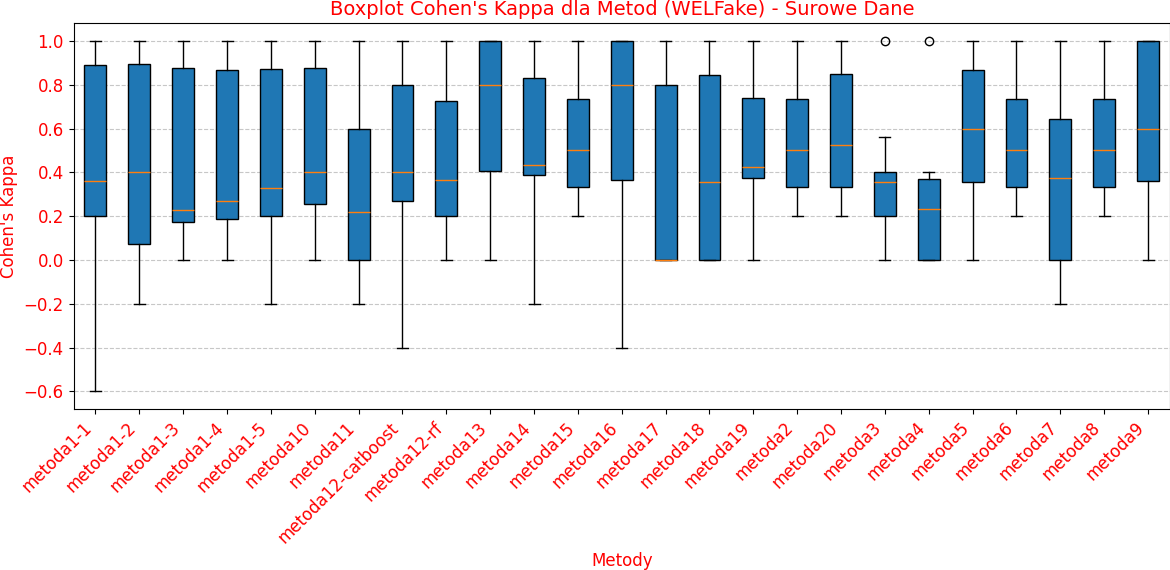 Boxplot Cohen's Kappa dla Metod (WELFake) - Surowe Dane
Cohen's Kappa
1.0
0.8
0.6
0.4
0.2
0.0
−0.2
−0.4
−0.6
metoda1-1
metoda1-2
metoda1-3
metoda1-4
metoda1-5
metoda10
metoda11
metoda12-catboost
metoda12-rf
metoda13
metoda14
metoda15
metoda16
metoda17
metoda18
metoda19
metoda2
metoda20
metoda3
metoda4
metoda5
metoda6
metoda7
metoda8
metoda9
Metody